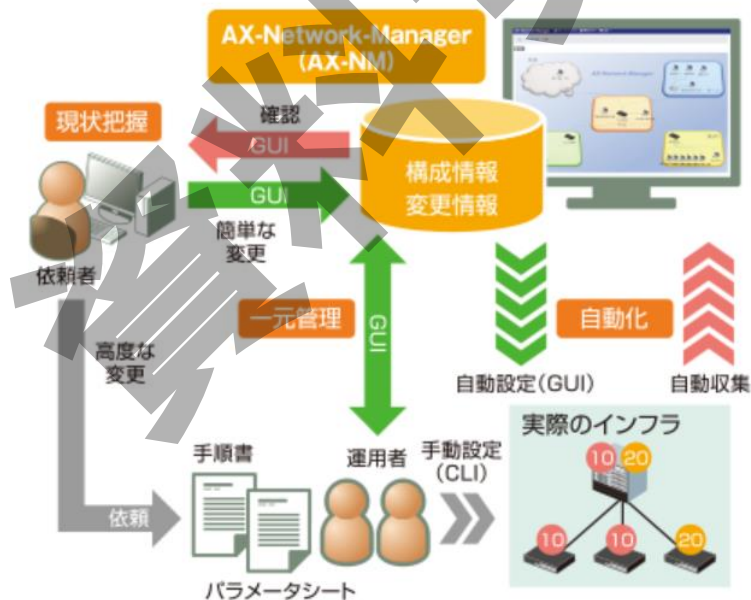 AX-Network-Manager
(AX-NM)
現状把握
確認
GUI
GUI
簡単な
変更
構成情報
変更情報
依頼者
一元管理
GUI
自動化
高度な
変更
自動設定(GUI)
自動収集
手順書
運用者
手動設定
(CLI)
実際のインフラ
10
20
10
10
20
依頼
パラメータシート